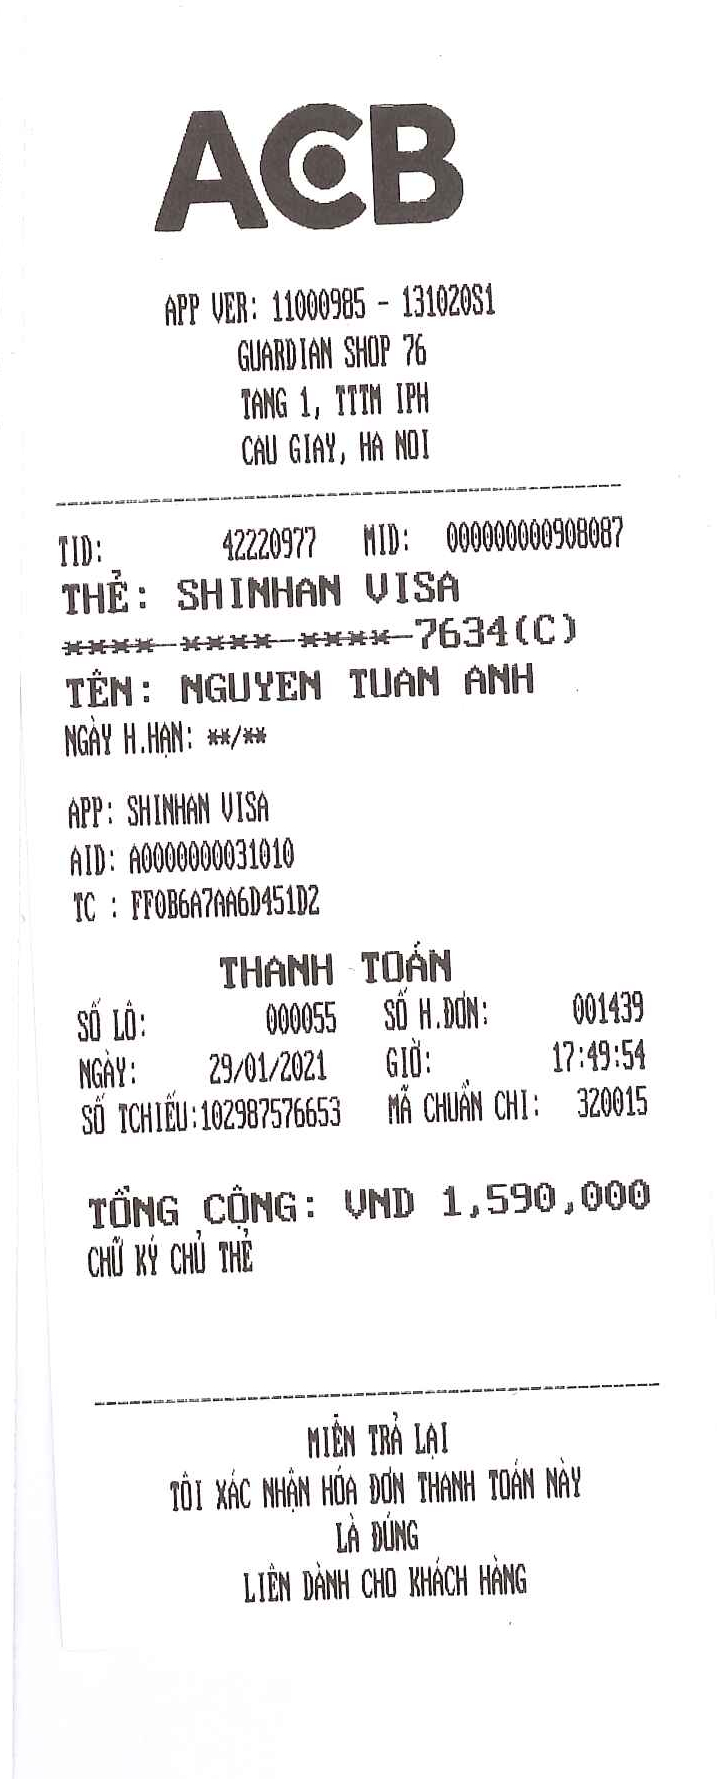 ACB
APP VER: 11000985 - 131020S1
GUARDIAN SHOP 76
TANG 1, TTTM IPH
CAU GIAY, HA NOI
TID: 42220977 MID: 000000000908087
THẺ: SHINHAN VISA
**** **** **** 7634(C)
TÊN: NGUYEN TUAN ANH
NGÀY H.HẠN: **/**
APP: SHINHAN VISA
AID: A0000000031010
TC : FF0B6A7AA6D451D2
THANH TOÁN
SỐ LÔ: 000055 SỐ H.ĐƠN: 001439
NGÀY: 29/01/2021 GIỜ: 17:49:54
SỐ TCHIẾU:102987576653 MÃ CHUẨN CHI: 320015
TỔNG CỘNG: VND 1,590,000
CHỮ KÝ CHỦ THẺ
MIỄN TRẢ LẠI
TÔI XÁC NHẬN HÓA ĐƠN THANH TOÁN NÀY
LÀ ĐÚNG
LIÊN DÀNH CHO KHÁCH HÀNG